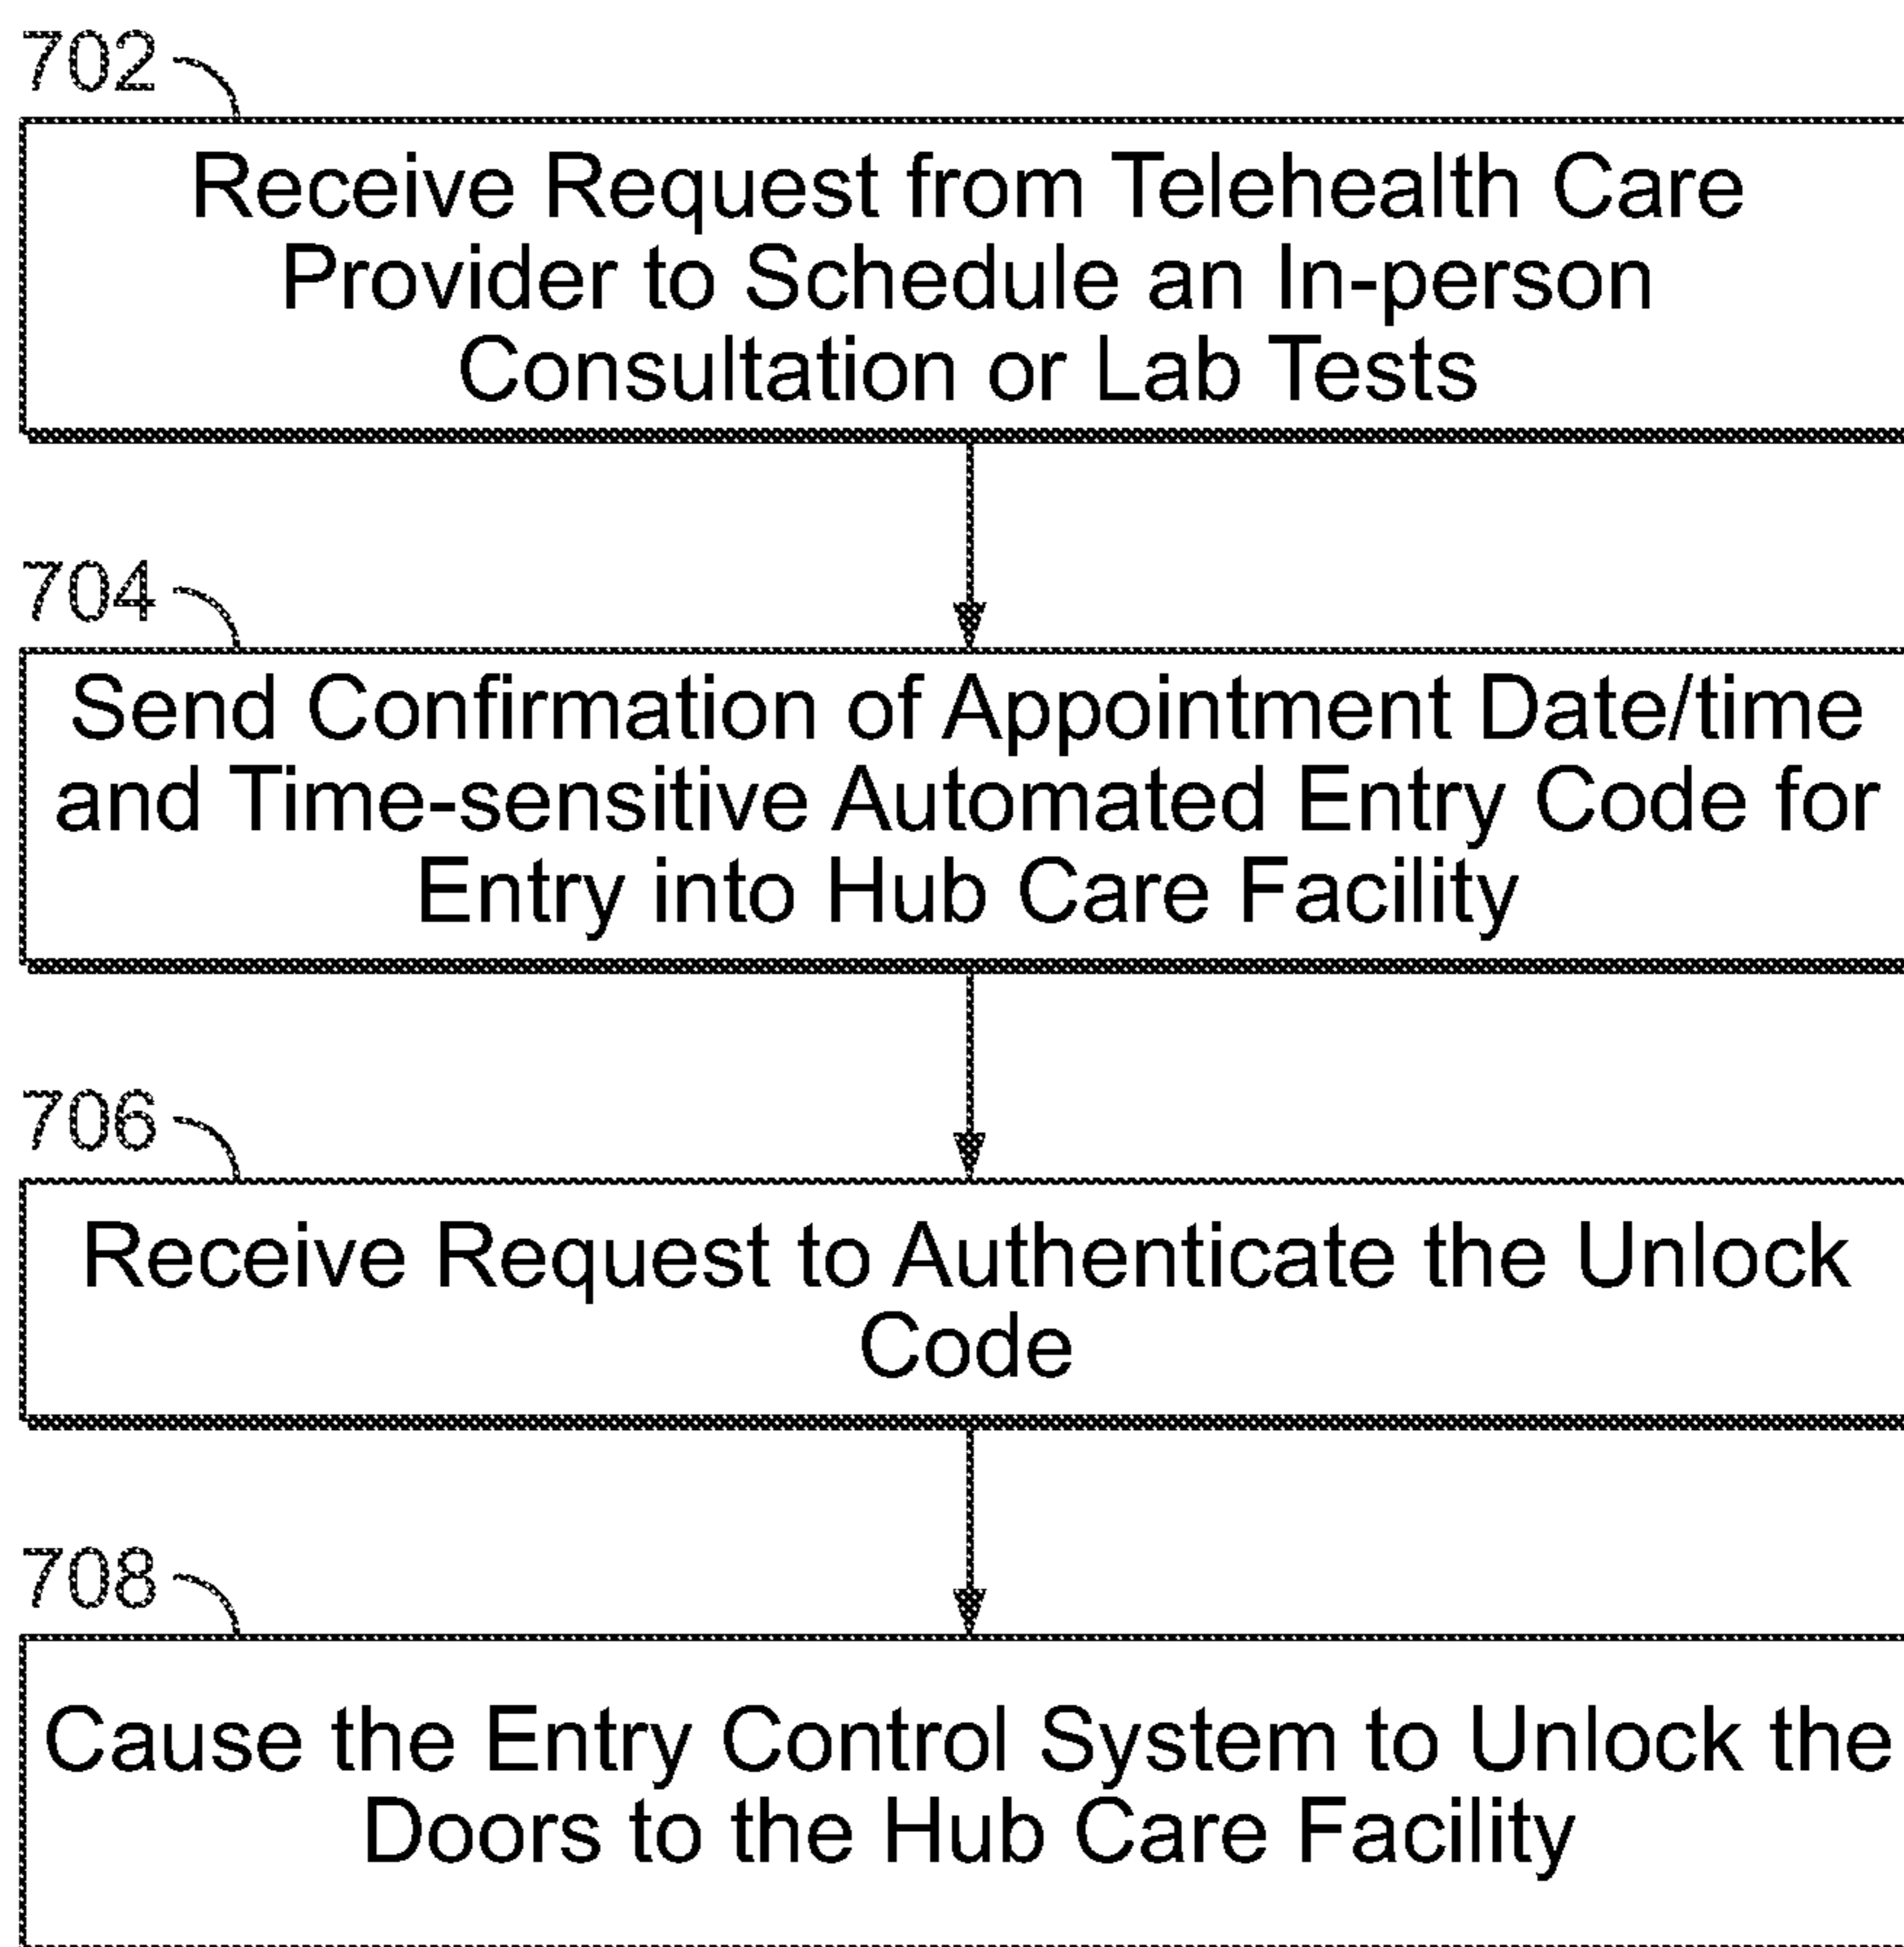 702
Receive Request from Telehealth Care
Provider to Schedule an In-person
Consultation or Lab Tests
704
Send Confirmation of Appointment Date/time
and Time-sensitive Automated Entry Code for
Entry into Hub Care Facility
706
Receive Request to Authenticate the Unlock
Code
708
Cause the Entry Control System to Unlock the
Doors to the Hub Care Facility